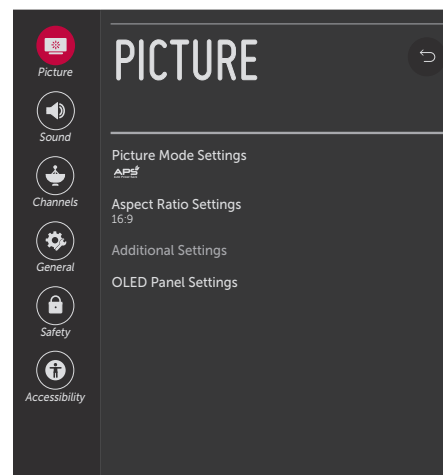 Picture
Sound
Channels
General
Safety
Accessibility
PICTURE
Picture Mode Settings
APS
Aspect Ratio Settings
16:9
Additional Settings
OLED Panel Settings